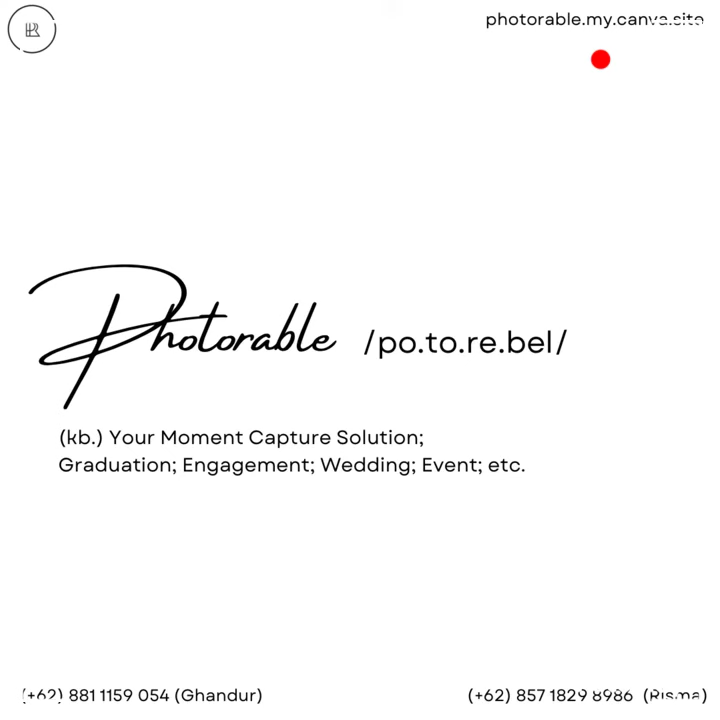 photorable.my.canva.site
Photorable /po.to.re.bel/
(kb.) Your Moment Capture Solution;
Graduation; Engagement; Wedding; Event; etc.
(+62) 881 1159 054 (Ghandur)
(+62) 857 1829 8986 (Risma)